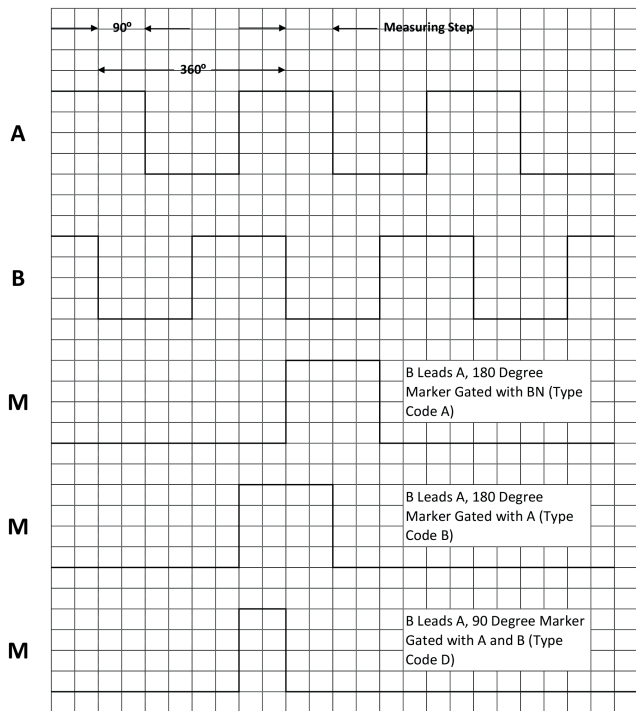 90º
Measuring Step
360º
A
B
M
B Leads A, 180 Degree
Marker Gated with BN (Type
Code A)
M
B Leads A, 180 Degree
Marker Gated with A (Type
Code B)
M
B Leads A, 90 Degree Marker
Gated with A and B (Type
Code D)